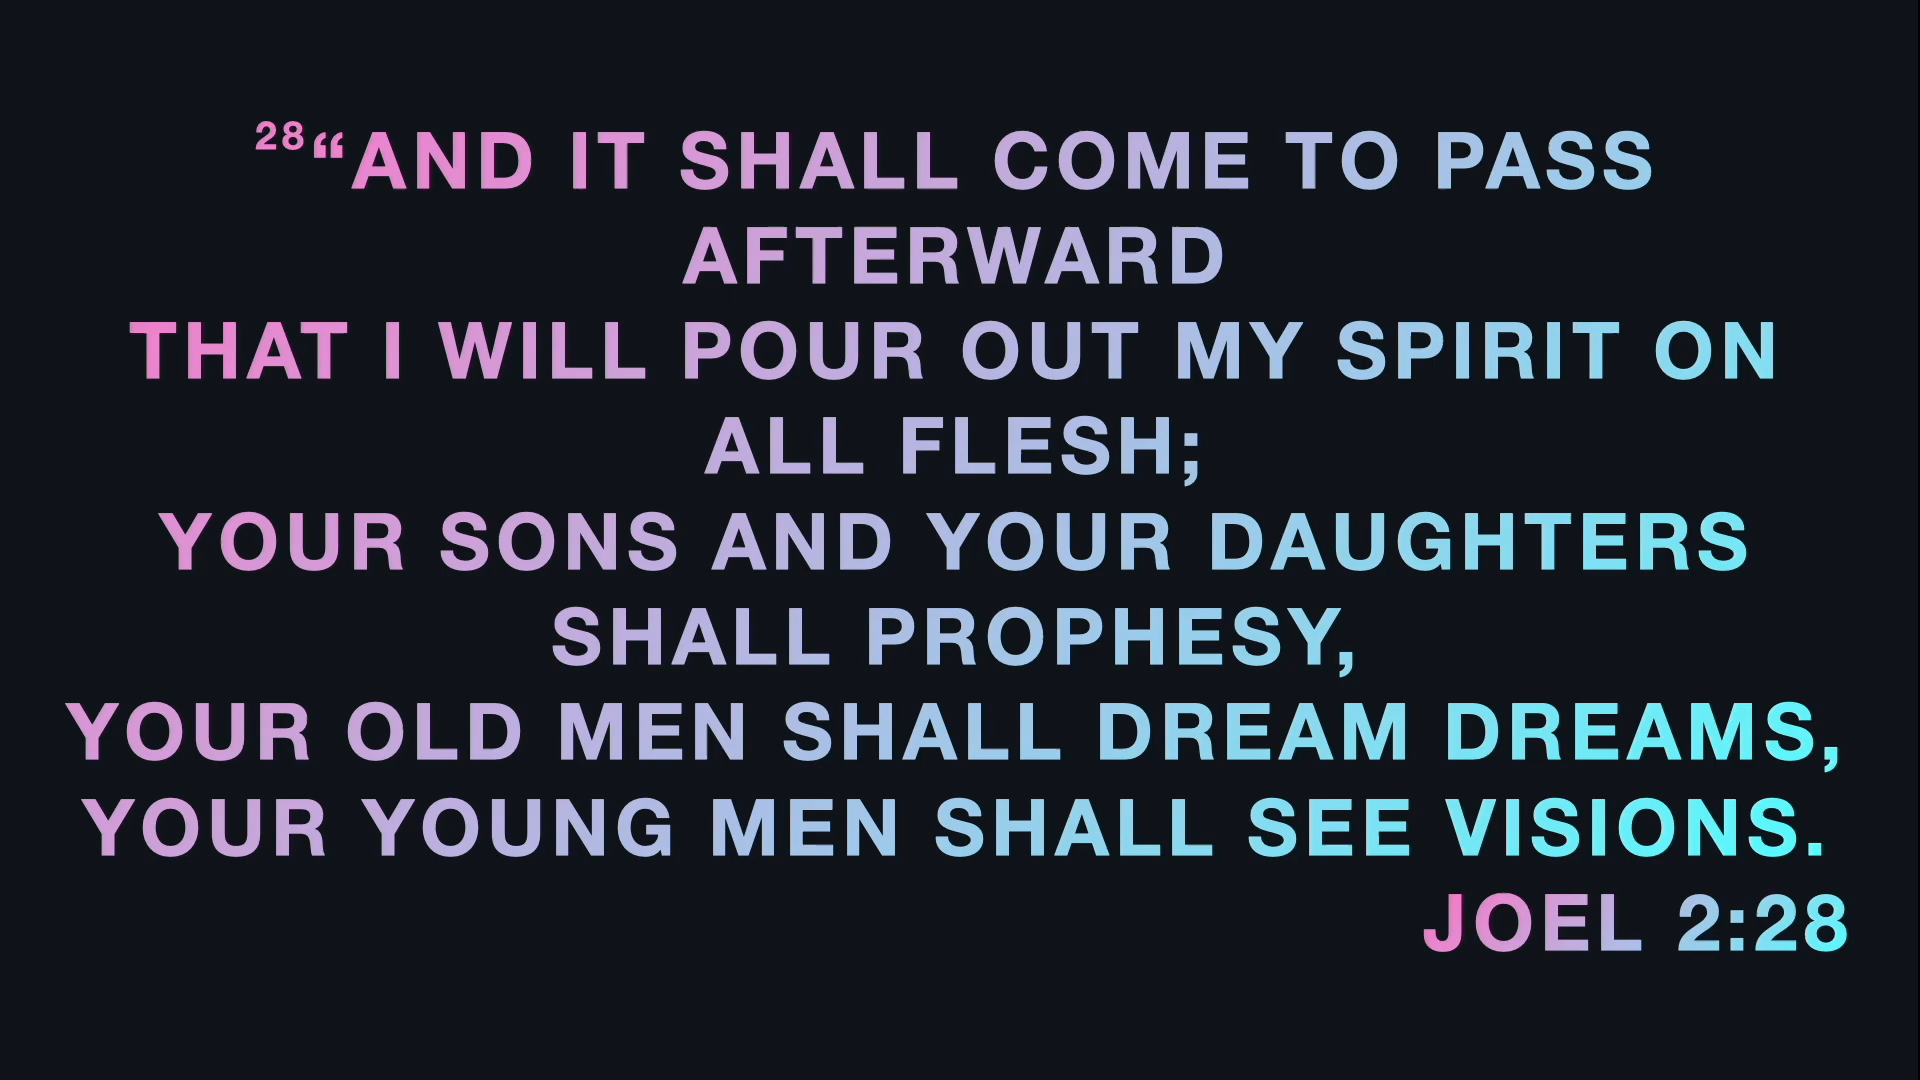 28“AND IT SHALL COME TO PASS
AFTERWARD
THAT I WILL POUR OUT MY SPIRIT ON
ALL FLESH;
YOUR SONS AND YOUR DAUGHTERS
SHALL PROPHESY,
YOUR OLD MEN SHALL DREAM DREAMS,
YOUR YOUNG MEN SHALL SEE VISIONS.
JOEL 2:28